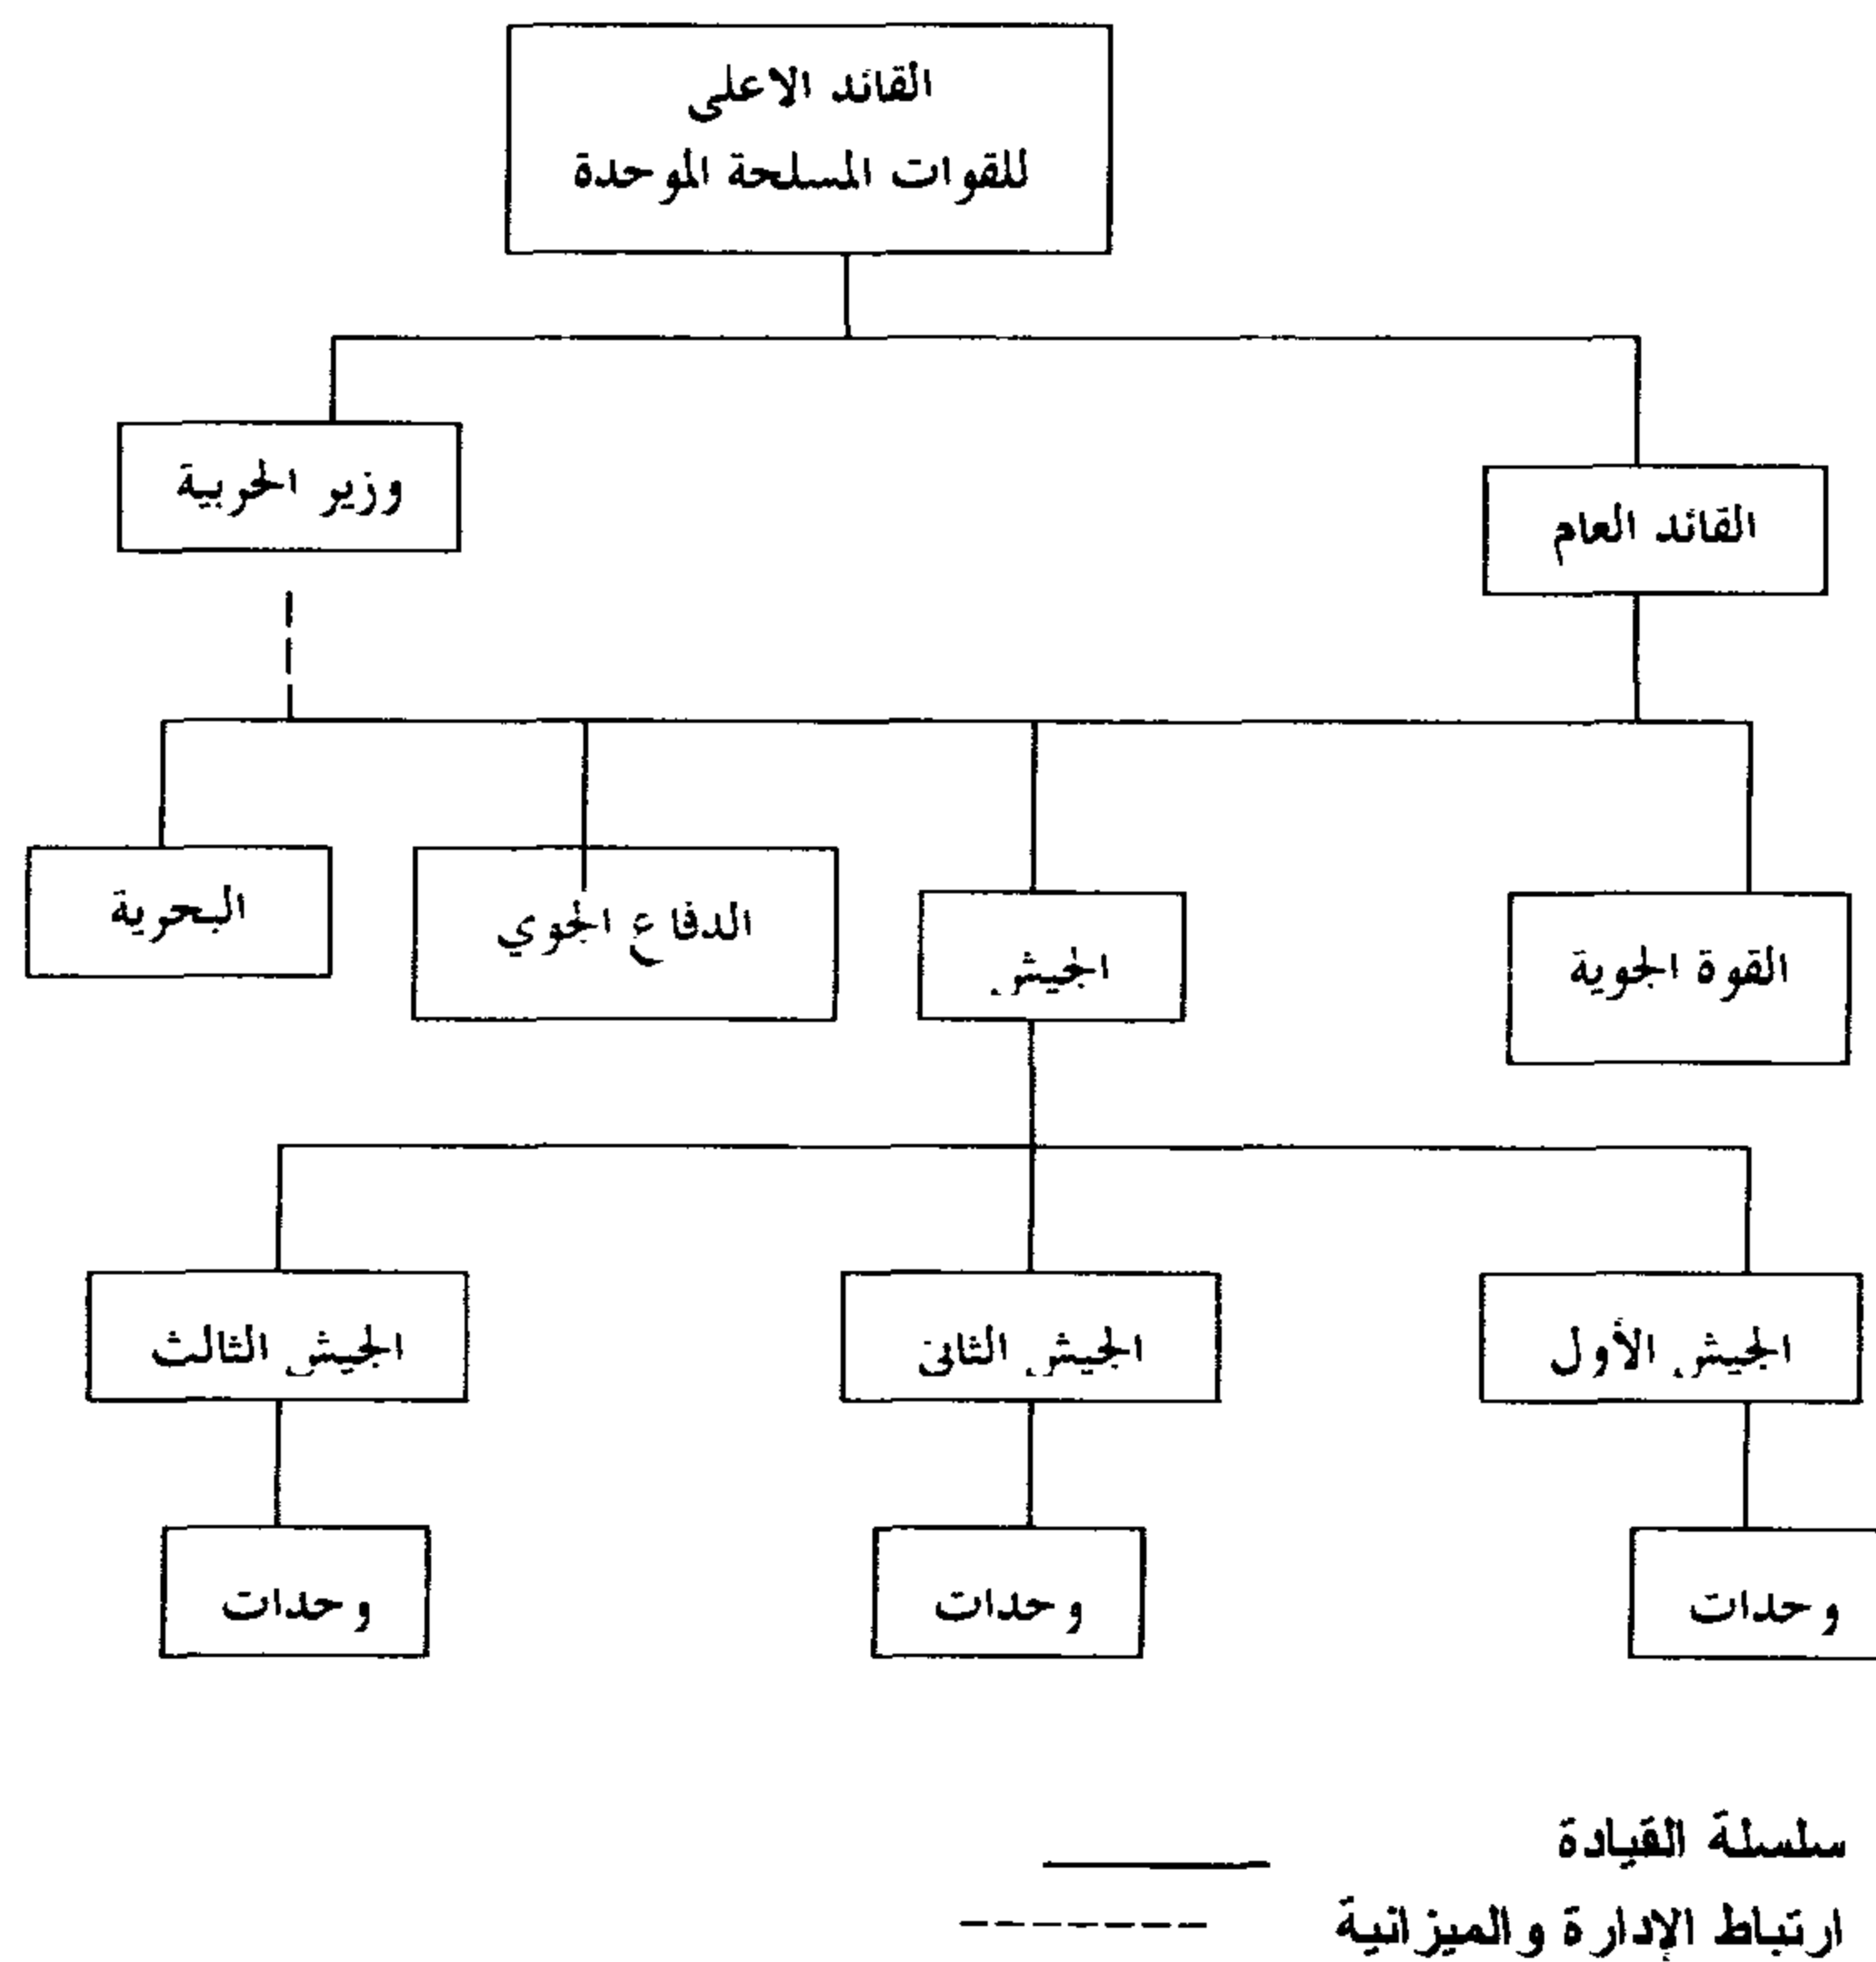 القائد الاعلى
للقوات المسلحة الموحدة
القائد العام
وزير الحربية
القوة الجوية
الجيش
الدفاع الجوي
البحرية
الجيش الأول
الجيش الثاني
الجيش الثالث
وحدات
وحدات
وحدات
سلسلة القيادة
ارتباط الإدارة والميزانية